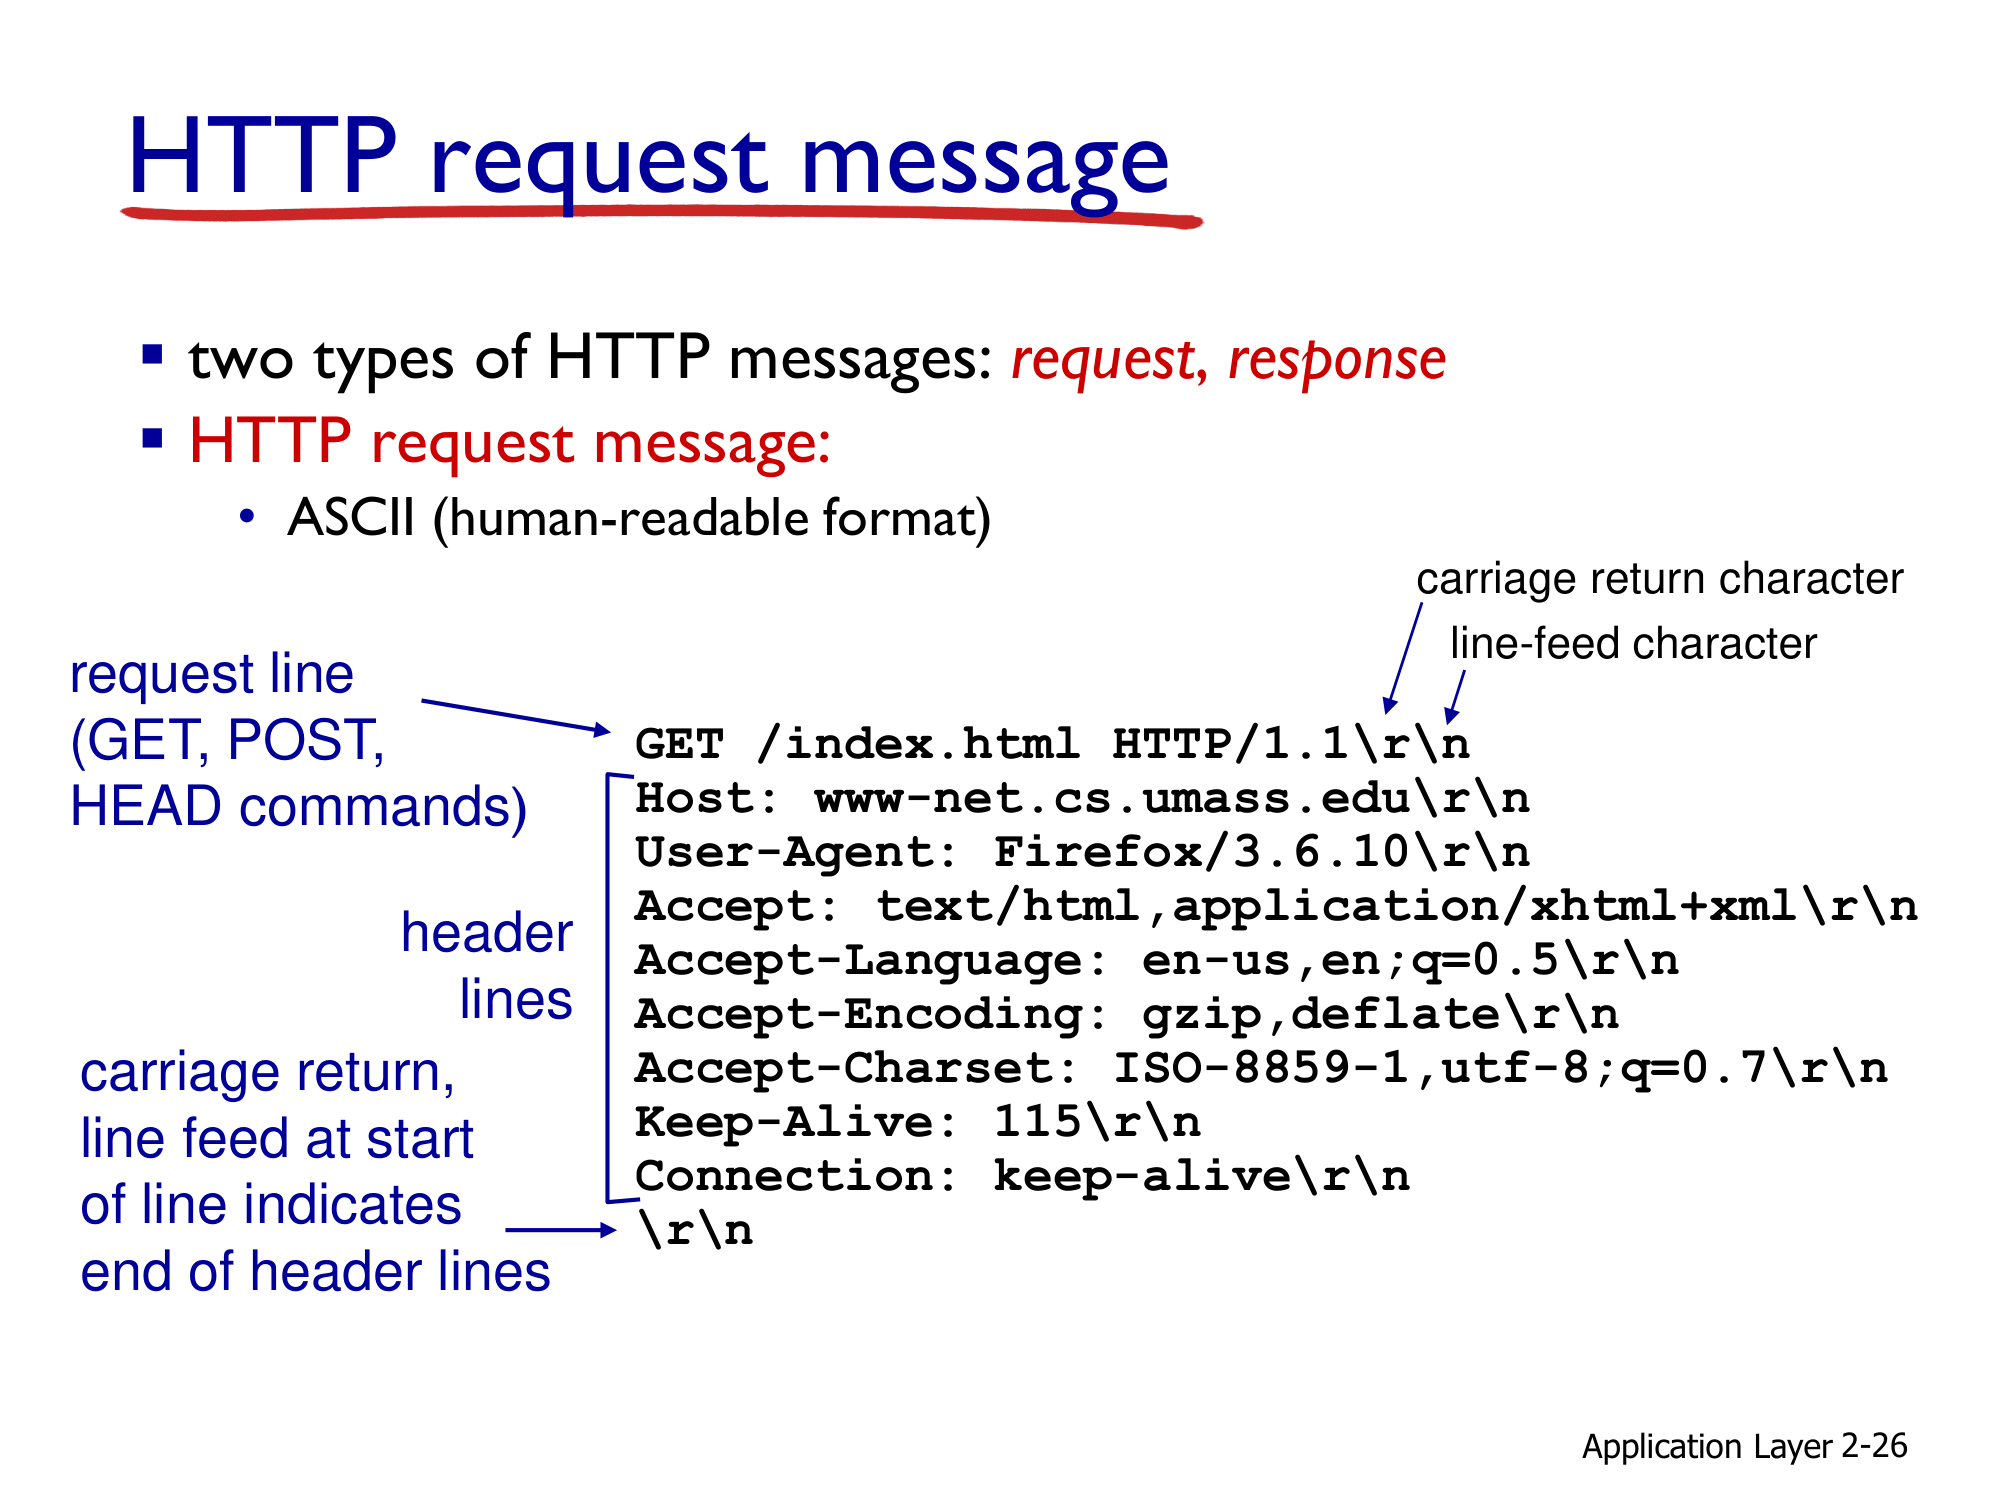 HTTP request message
two types of HTTP messages: request, response
HTTP request message:
ASCII (human-readable format)
carriage return character
line-feed character
request line
(GET, POST,
HEAD commands)
header
lines
carriage return,
line feed at start
of line indicates
end of header lines
GET /index.html HTTP/1.1\r\n
Host: www-net.cs.umass.edu\r\n
User-Agent: Firefox/3.6.10\r\n
Accept: text/html,application/xhtml+xml\r\n
Accept-Language: en-us,en;q=0.5\r\n
Accept-Encoding: gzip,deflate\r\n
Accept-Charset: ISO-8859-1,utf-8;q=0.7\r\n
Keep-Alive: 115\r\n
Connection: keep-alive\r\n
\r\n
Application Layer 2-26